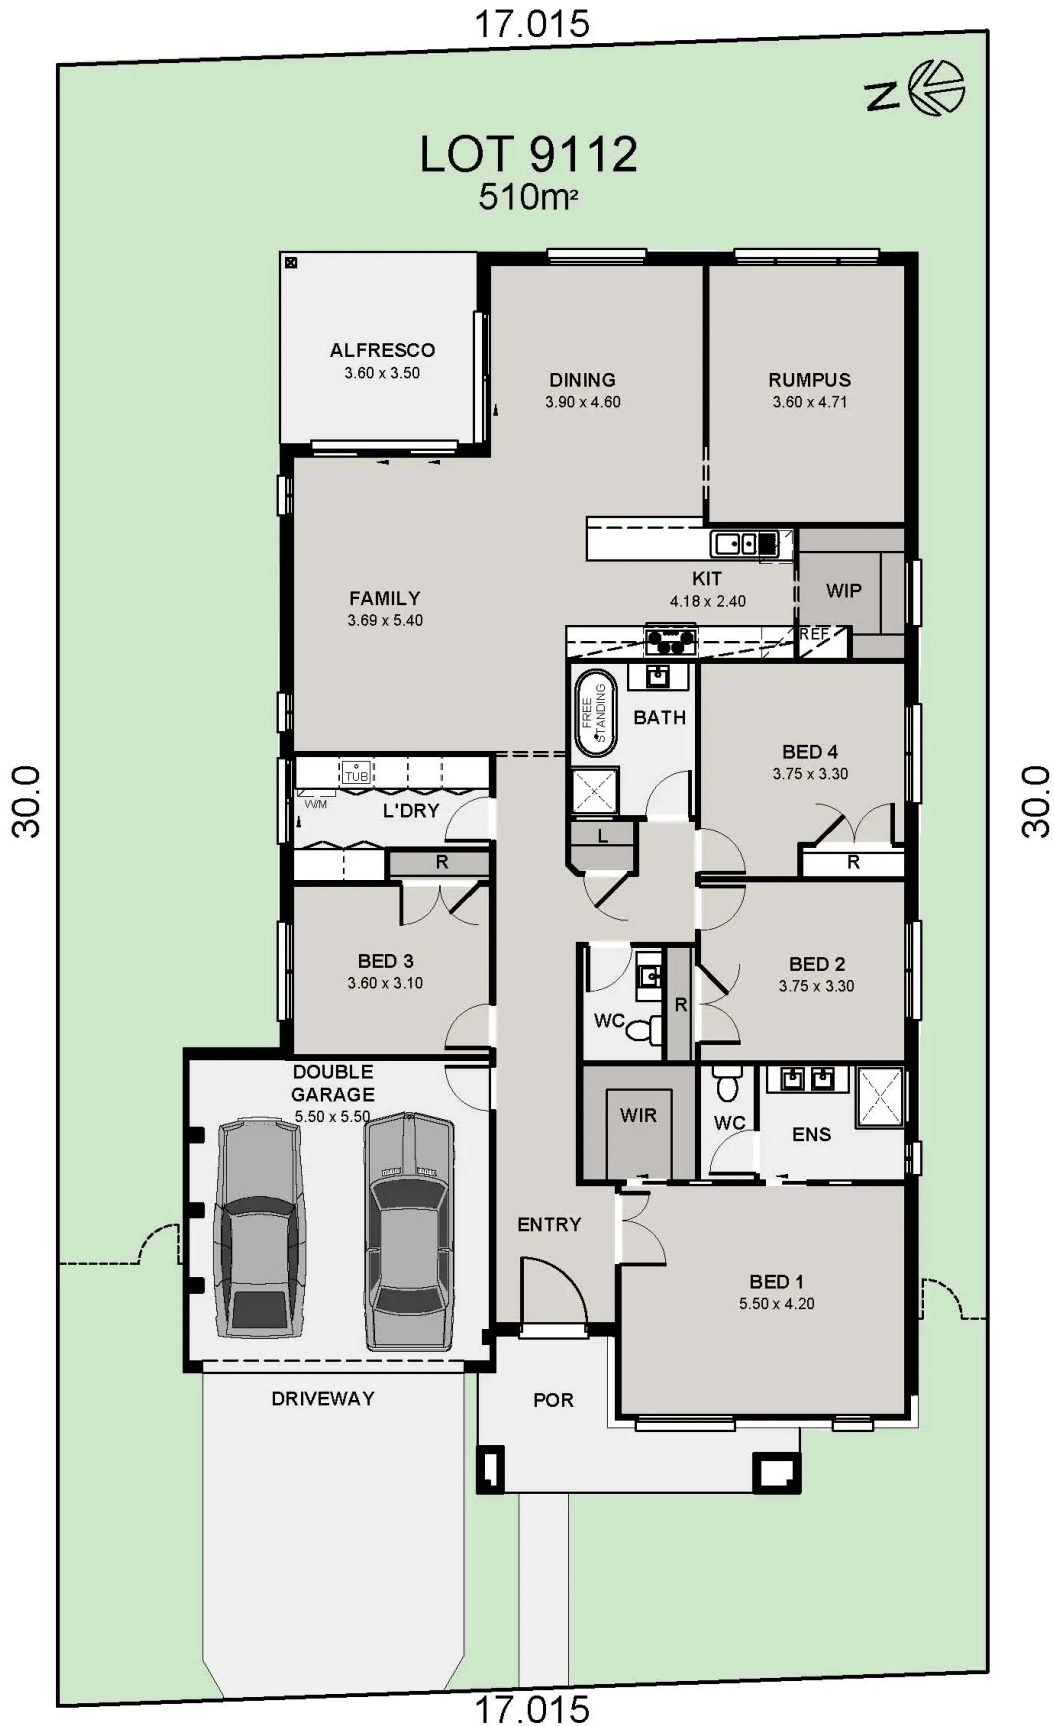 17.015
N
LOT 9112
510m²
ALFRESCO
3.60 x 3.50
DINING
3.90 x 4.60
RUMPUS
3.60 x 4.71
FAMILY
3.69 x 5.40
KIT
4.18 x 2.40
WIP
REF
FREE
STANDING
BATH
BED 4
3.75 x 3.30
30.0
30.0
TUB
W/M
L'DRY
L
R
R
BED 3
3.60 x 3.10
BED 2
3.75 x 3.30
R
WC
DOUBLE
GARAGE
5.50 x 5.50
WIR
WC
ENS
ENTRY
BED 1
5.50 x 4.20
DRIVEWAY
POR
17.015